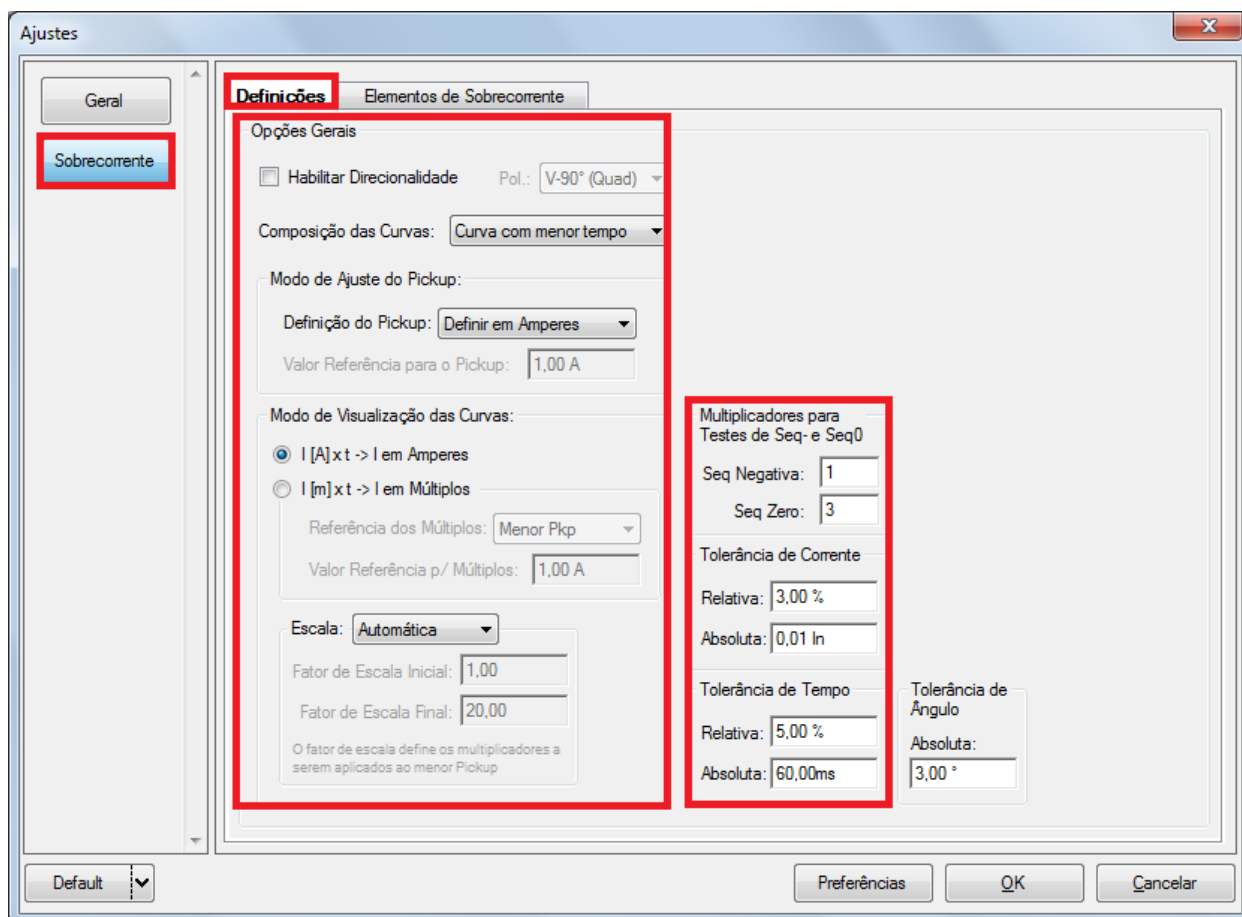 Ajustes
X
Geral
Sobrecorrente
Definições
Elementos de Sobrecorrente
Opções Gerais
Habilitar Direcionalidade
Pol.: V-90° (Quad)
Composição das Curvas: Curva com menor tempo
Modo de Ajuste do Pickup:
Definição do Pickup: Definir em Amperes
Valor Referência para o Pickup: 1,00 A
Modo de Visualização das Curvas:
I [A] x t -> I em Amperes
I [m] x t -> I em Múltiplos
Referência dos Múltiplos: Menor Pkp
Valor Referência p/ Múltiplos: 1,00 A
Escala: Automática
Fator de Escala Inicial: 1,00
Fator de Escala Final: 20,00
O fator de escala define os multiplicadores a
serem aplicados ao menor Pickup
Multiplicadores para
Testes de Seq- e Seq0
Seq Negativa: 1
Seq Zero: 3
Tolerância de Corrente
Relativa: 3,00 %
Absoluta: 0,01 In
Tolerância de Tempo
Relativa: 5,00 %
Absoluta: 60,00ms
Tolerância de
Ângulo
Absoluta:
3,00 °
Default
Preferências
OK
Cancelar